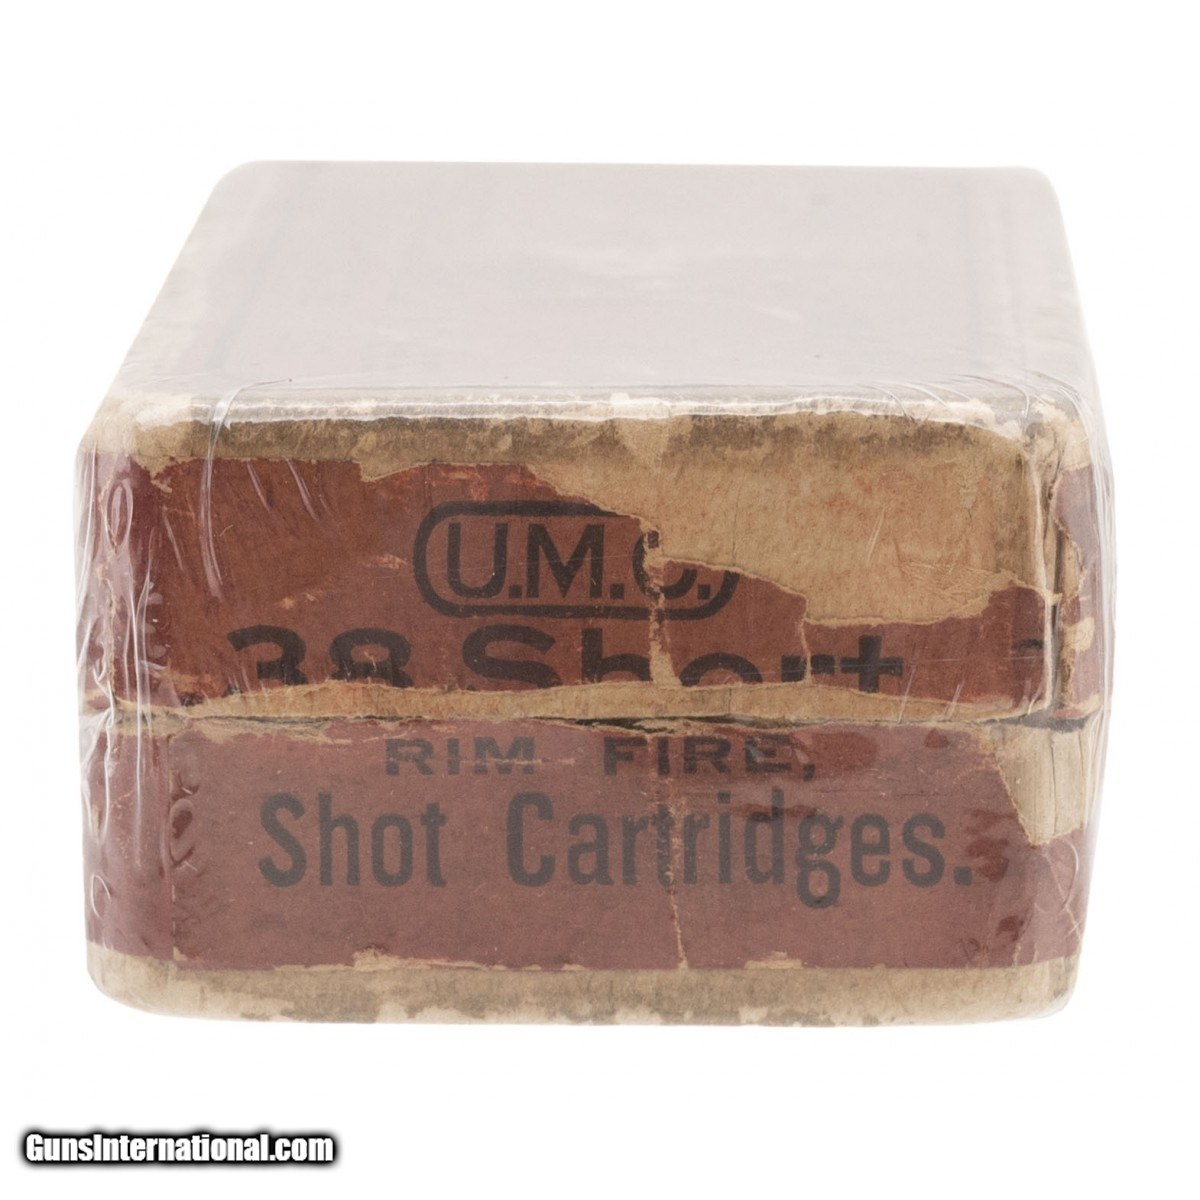 U.M.C.
38 Short
RIM FIRE,
Shot Cartridges.
GunsInternational.com